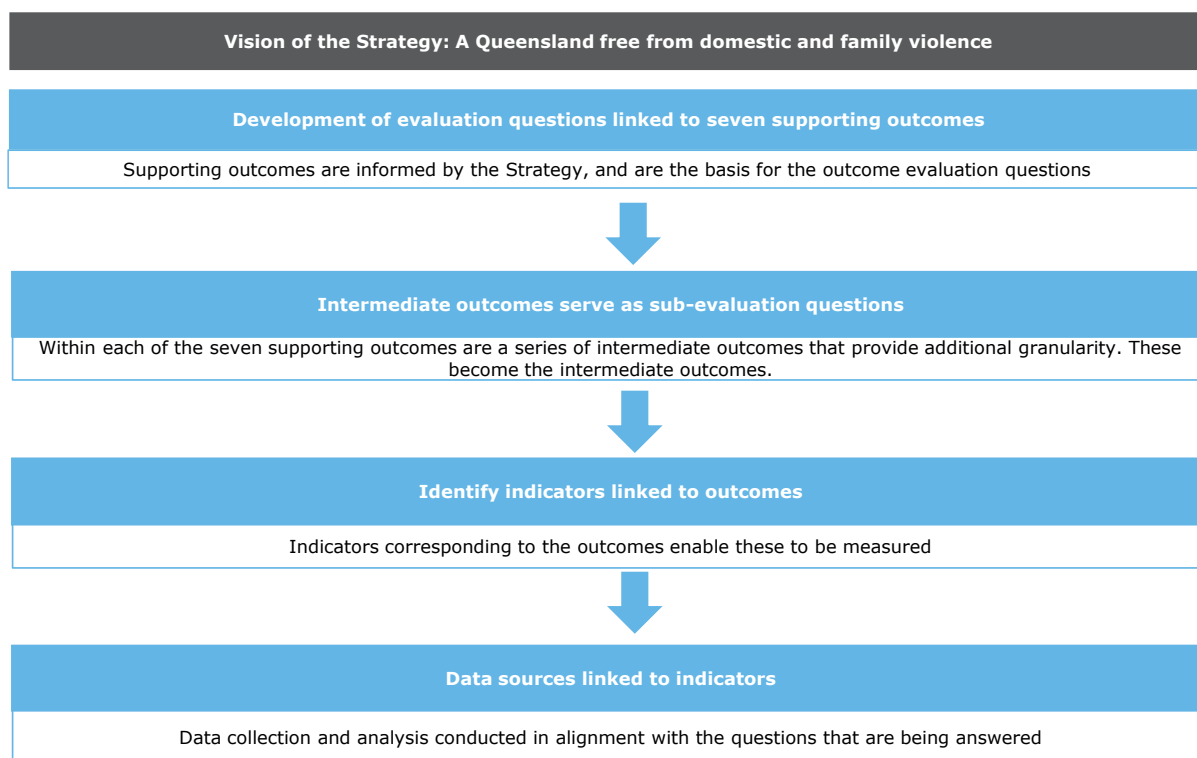 Vision of the Strategy: A Queensland free from domestic and family violence
Development of evaluation questions linked to seven supporting outcomes
Supporting outcomes are informed by the Strategy, and are the basis for the outcome evaluation questions
Intermediate outcomes serve as sub-evaluation questions
Within each of the seven supporting outcomes are a series of intermediate outcomes that provide additional granularity. These
become the intermediate outcomes.
Identify indicators linked to outcomes
Indicators corresponding to the outcomes enable these to be measured
Data sources linked to indicators
Data collection and analysis conducted in alignment with the questions that are being answered